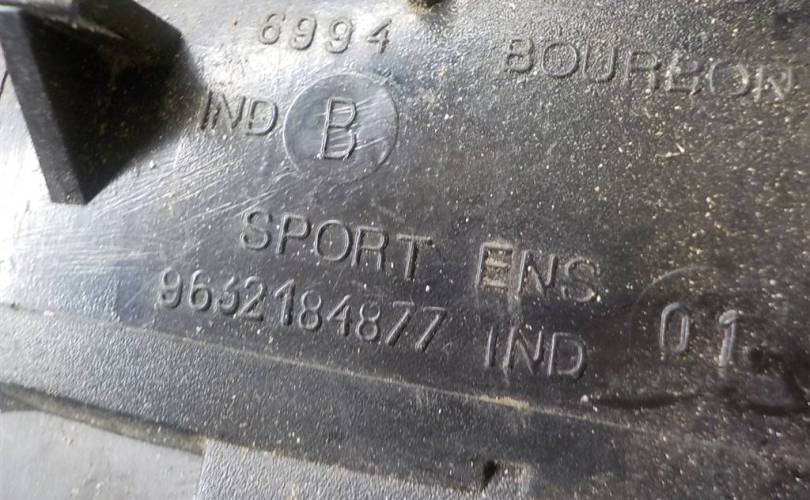 6994 BOURBON
IND B
SPORT ENS
9632184877 IND 01